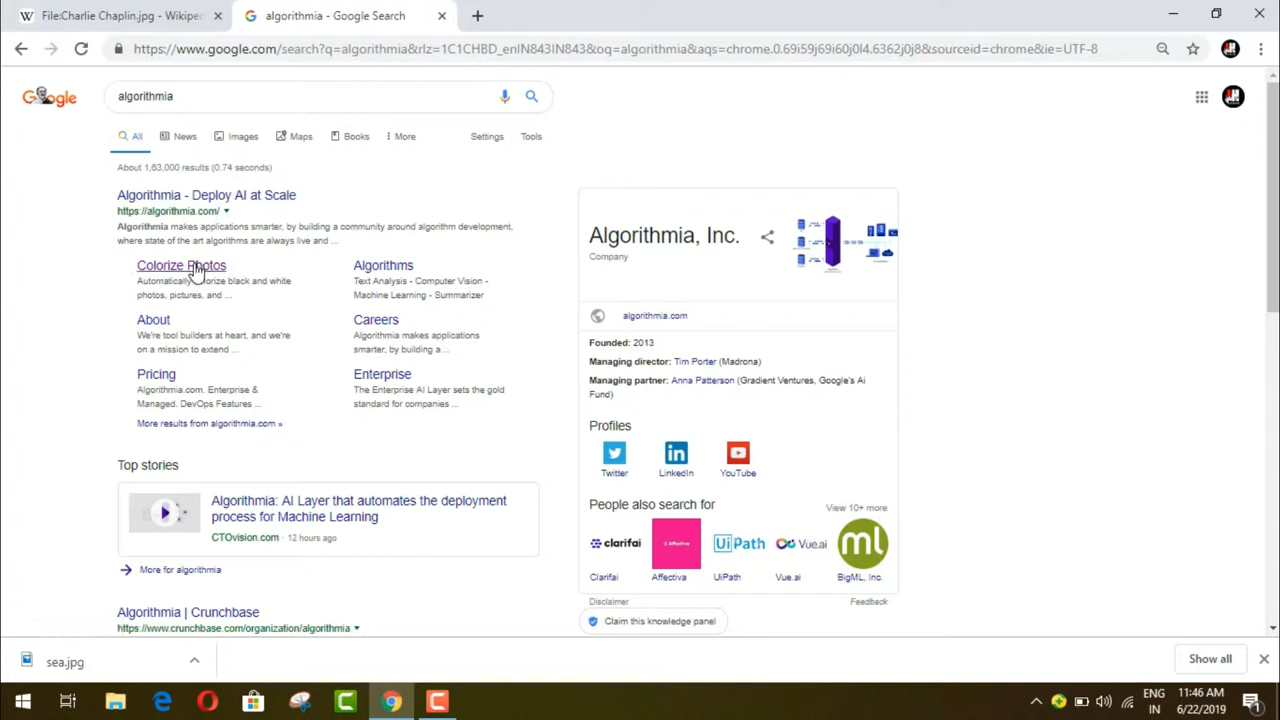 File:Charlie Chaplin.jpg - Wikipe
algorithmia - Google Search
https://www.google.com/search?q=algorithmia&rlz=1C1CHBD_enIN843IN843&oq=algorithmia&aqs=chrome.0.69i59j69i60j0l4.6362j0j8&sourceid=chrome&ie=UTF-8
Google
algorithmia
All News Images Maps Books More Settings Tools
About 1,63,000 results (0.74 seconds)
Algorithmia - Deploy AI at Scale
https://algorithmia.com/
Algorithmia makes applications smarter, by building a community around algorithm development,
where state of the art algorithms are always live and ...
Colorize Photos
Automatically colorize black and white
photos, pictures, and ...
Algorithms
Text Analysis - Computer Vision -
Machine Learning - Summarizer
About
We're tool builders at heart, and we're
on a mission to extend ...
Careers
Algorithmia makes applications
smarter, by building a ...
Pricing
Algorithmia.com. Enterprise &
Managed. DevOps Features ...
Enterprise
The Enterprise AI Layer sets the gold
standard for companies ...
More results from algorithmia.com »
Top stories
Algorithmia: AI Layer that automates the deployment
process for Machine Learning
CTOvision.com · 12 hours ago
More for algorithmia
Algorithmia | Crunchbase
https://www.crunchbase.com/organization/algorithmia
Algorithmia, Inc.
Company
algorithmia.com
Founded: 2013
Managing director: Tim Porter (Madrona)
Managing partner: Anna Patterson (Gradient Ventures, Google's Ai
Fund)
Profiles
Twitter LinkedIn YouTube
People also search for
View 10+ more
clarifai Affectiva UiPath Vue.ai ml
Clarifai Affectiva UiPath Vue.ai BigML, Inc.
Disclaimer Feedback
Claim this knowledge panel
sea.jpg
Show all
ENG
IN
11:46 AM
6/22/2019